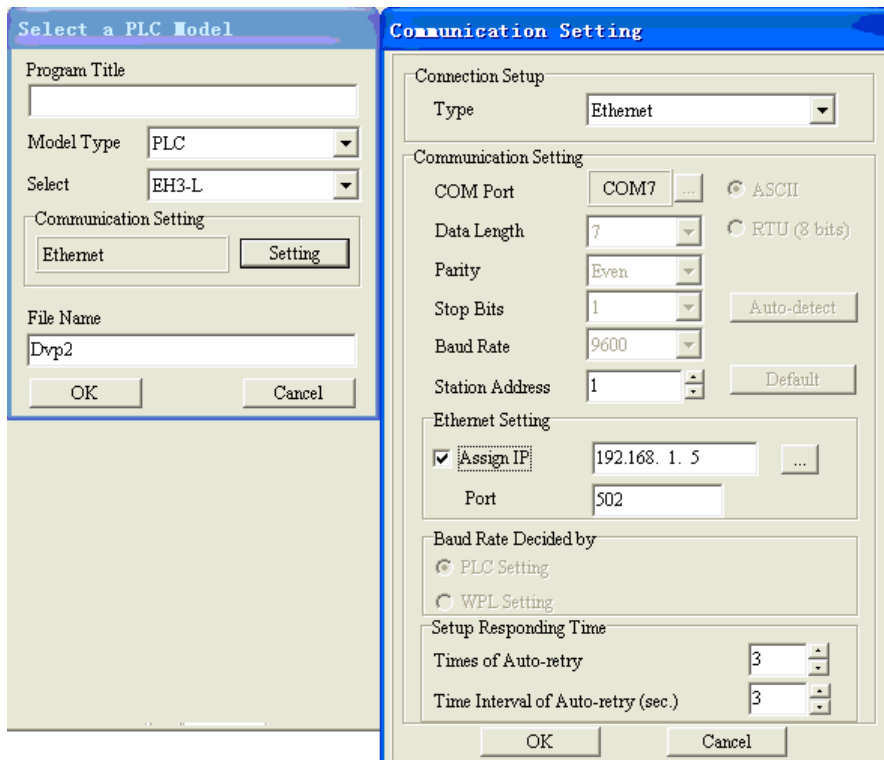 Select a PLC Model
Program Title
Model Type PLC
Select EH3-L
Communication Setting
Ethernet Setting
File Name
Dvp2
OK Cancel
Communication Setting
Connection Setup
Type Ethernet
Communication Setting
COM Port COM7 ... ASCII
Data Length 7 RTU (8 bits)
Parity Even
Stop Bits 1 Auto-detect
Baud Rate 9600
Station Address 1 Default
Ethernet Setting
Assign IP 192.168. 1. 5 ...
Port 502
Baud Rate Decided by
PLC Setting
WPL Setting
Setup Responding Time
Times of Auto-retry 3
Time Interval of Auto-retry (sec.) 3
OK Cancel